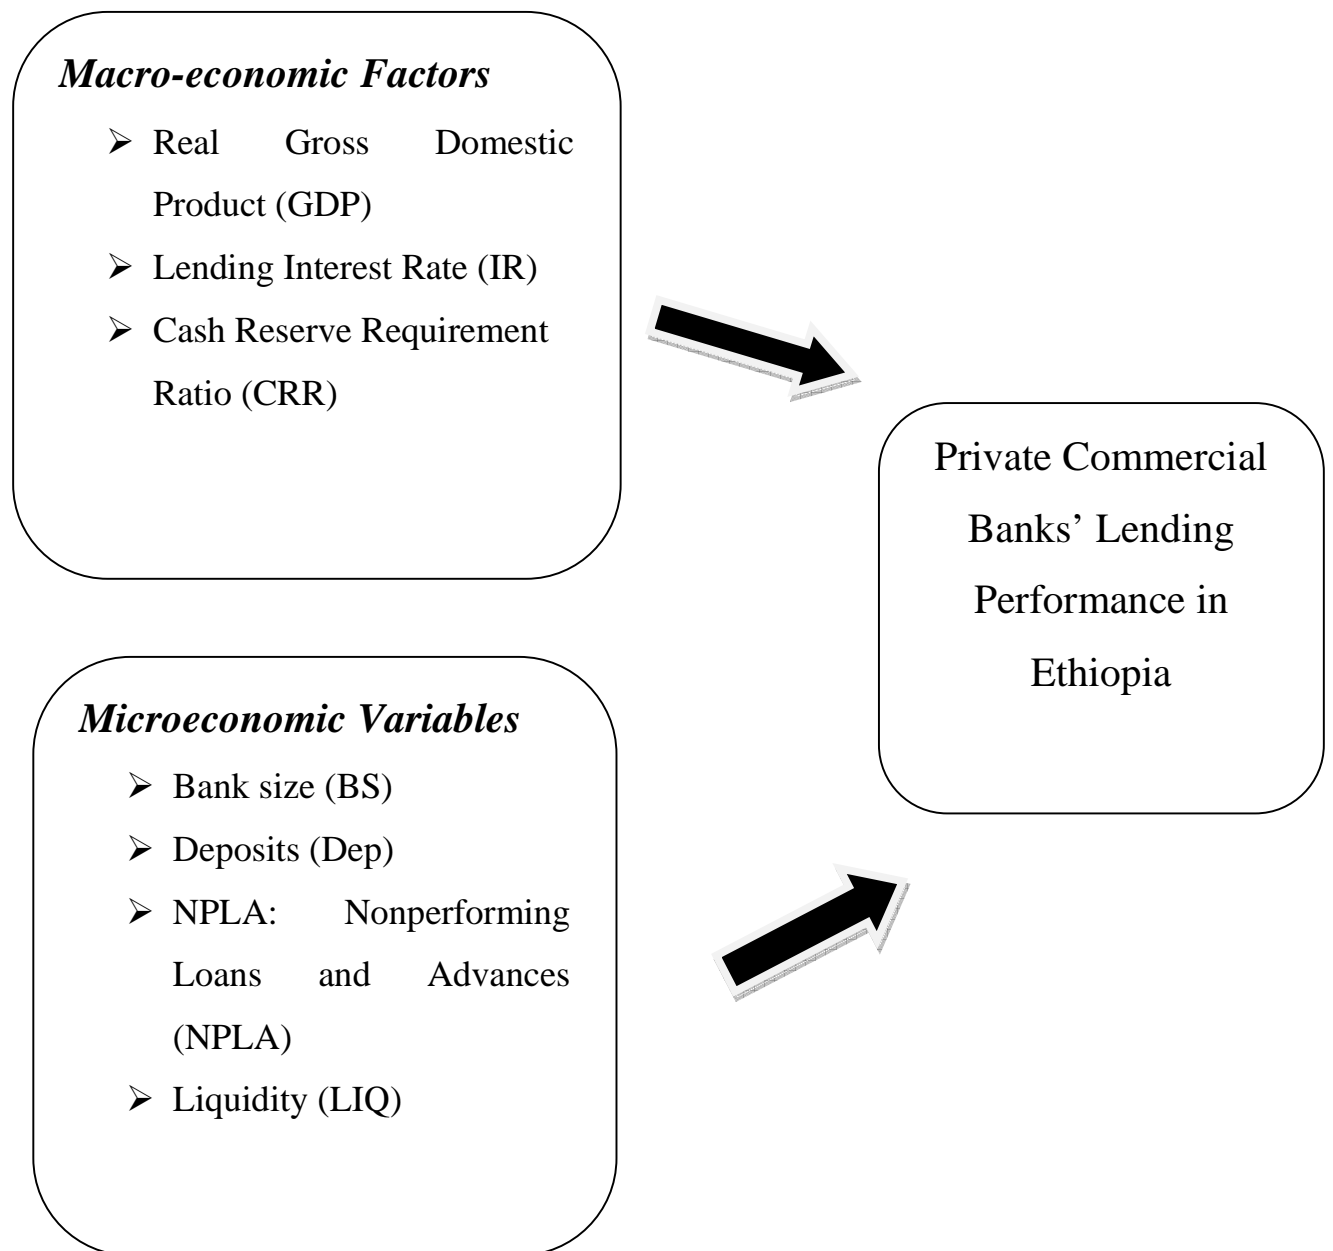 Macro-economic Factors
➢ Real Gross Domestic
Product (GDP)
➢ Lending Interest Rate (IR)
➢ Cash Reserve Requirement
Ratio (CRR)
Private Commercial
Banks’ Lending
Performance in
Ethiopia
Microeconomic Variables
➢ Bank size (BS)
➢ Deposits (Dep)
➢ NPLA: Nonperforming
Loans and Advances
(NPLA)
➢ Liquidity (LIQ)